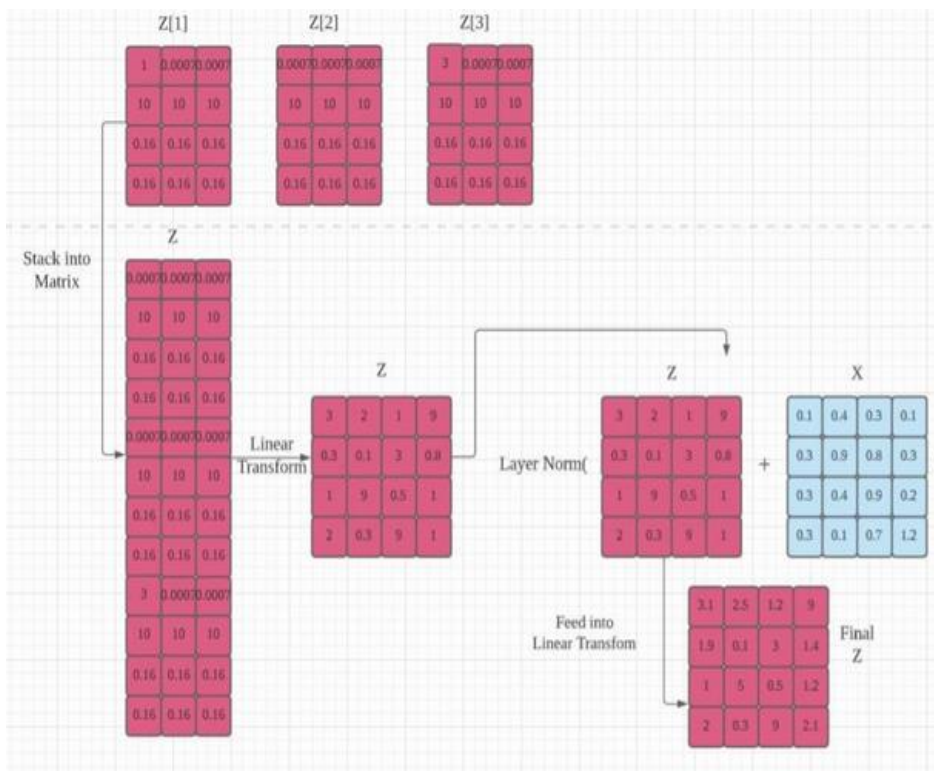 Z[1] Z[2] Z[3]
1 0.0007 0.0007 0.0007 0.0007 0.0007 3 0.0007 0.0007
10 10 10 10 10 10 10 10 10
0.16 0.16 0.16 0.16 0.16 0.16 0.16 0.16 0.16
0.16 0.16 0.16 0.16 0.16 0.16 0.16 0.16 0.16
Stack into
Matrix
Z
0.0007 0.0007 0.0007
10 10 10
0.16 0.16 0.16
0.16 0.16 0.16
0.0007 0.0007 0.0007
10 10 10
0.16 0.16 0.16
0.16 0.16 0.16
3 0.0007 0.0007
10 10 10
0.16 0.16 0.16
0.16 0.16 0.16
Linear
Transform
Z
3 2 1 9
0.3 0.1 3 0.8
1 9 0.5 1
2 0.3 9 1
Layer Norm(
Z
3 2 1 9
0.3 0.1 3 0.8
1 9 0.5 1
2 0.3 9 1
+
X
0.1 0.4 0.3 0.1
0.3 0.9 0.8 0.3
0.3 0.4 0.9 0.2
0.3 0.1 0.7 1.2
Feed into
Linear Transfom
3.1 2.5 1.2 9
1.9 0.1 3 1.4
1 5 0.5 1.2
2 0.3 9 2.1
Final
Z